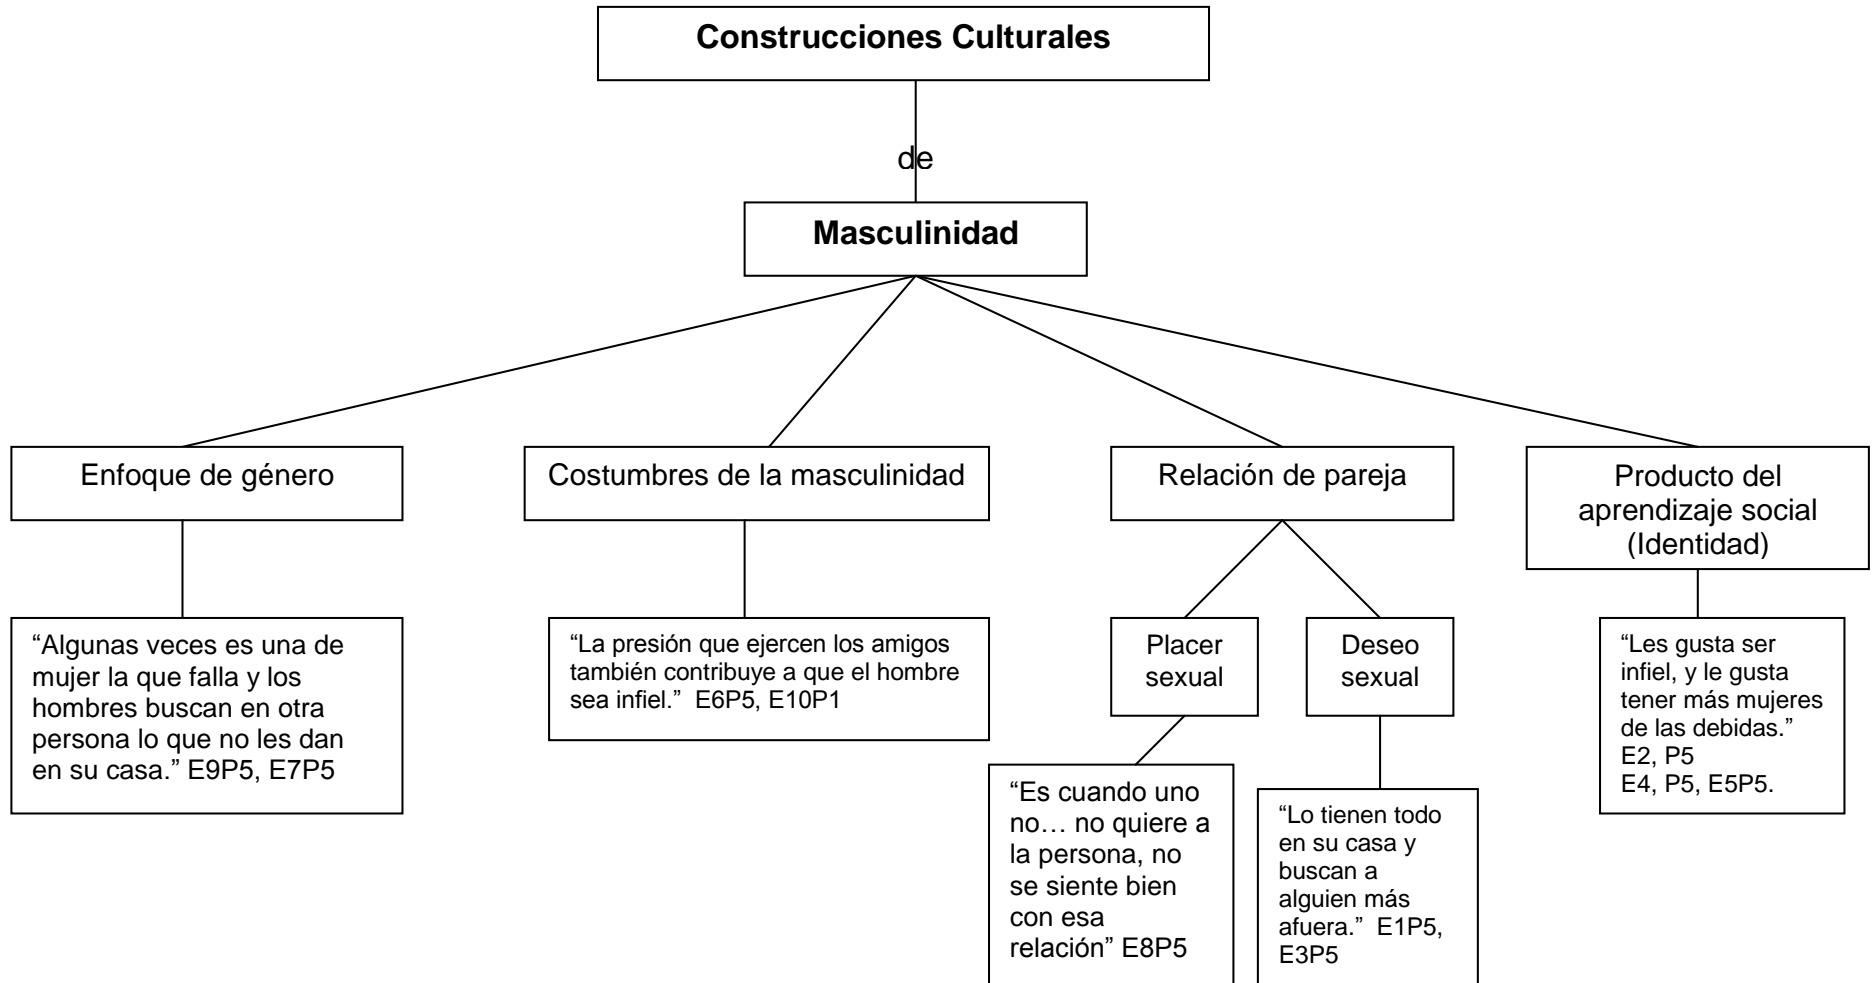 Construcciones Culturales
de
Masculinidad
Enfoque de género
Costumbres de la masculinidad
Relación de pareja
Producto del
aprendizaje social
(Identidad)
“Algunas veces es una de
mujer la que falla y los
hombres buscan en otra
persona lo que no les dan
en su casa.” E9P5, E7P5
“La presión que ejercen los amigos
también contribuye a que el hombre
sea infiel.”  E6P5, E10P1
Placer
sexual
Deseo
sexual
“Les gusta ser
infiel, y le gusta
tener más mujeres
de las debidas.”
E2, P5
E4, P5, E5P5.
“Es cuando uno
no… no quiere a
la persona, no
se siente bien
con esa
relación” E8P5
“Lo tienen todo
en su casa y
buscan a
alguien más
afuera.”  E1P5,
E3P5